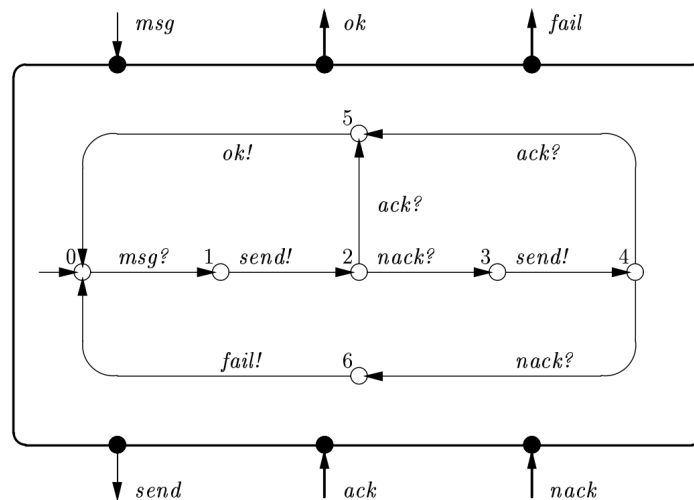 msg ok fail
5
ok! ack?
ack?
0 msg? 1 send! 2 nack? 3 send! 4
fail! 6 nack?
send ack nack